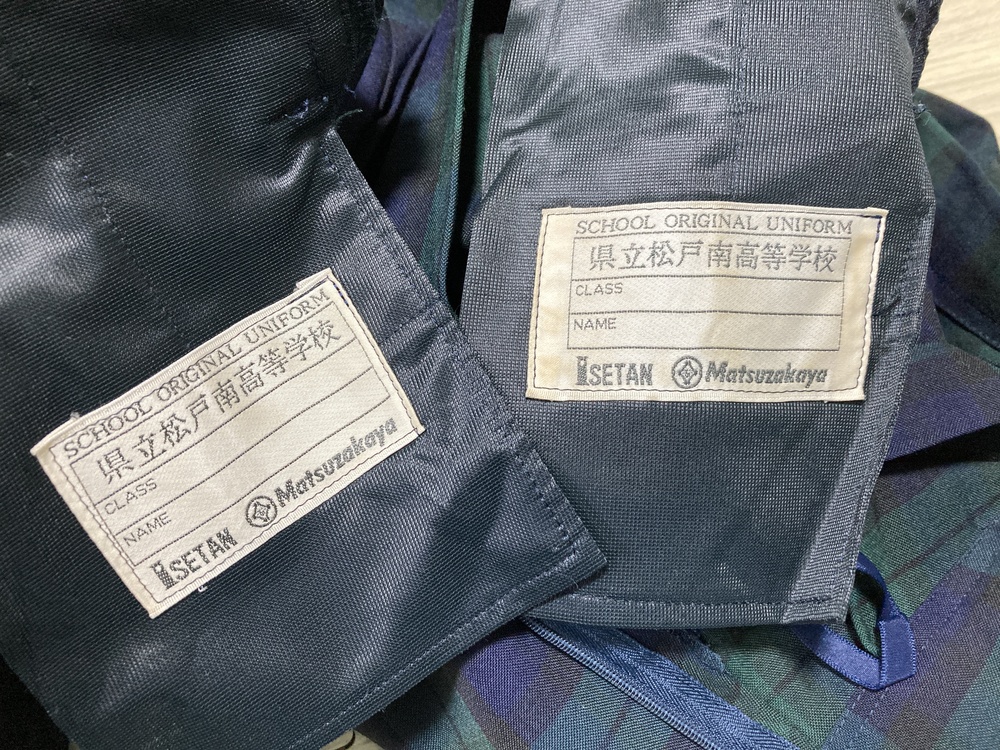 SCHOOL ORIGINAL UNIFORM
県立松戸南高等学校
CLASS
NAME
ISETAN Matsuzakaya
SCHOOL ORIGINAL UNIFORM
県立松戸南高等学校
CLASS
NAME
ISETAN Matsuzakaya